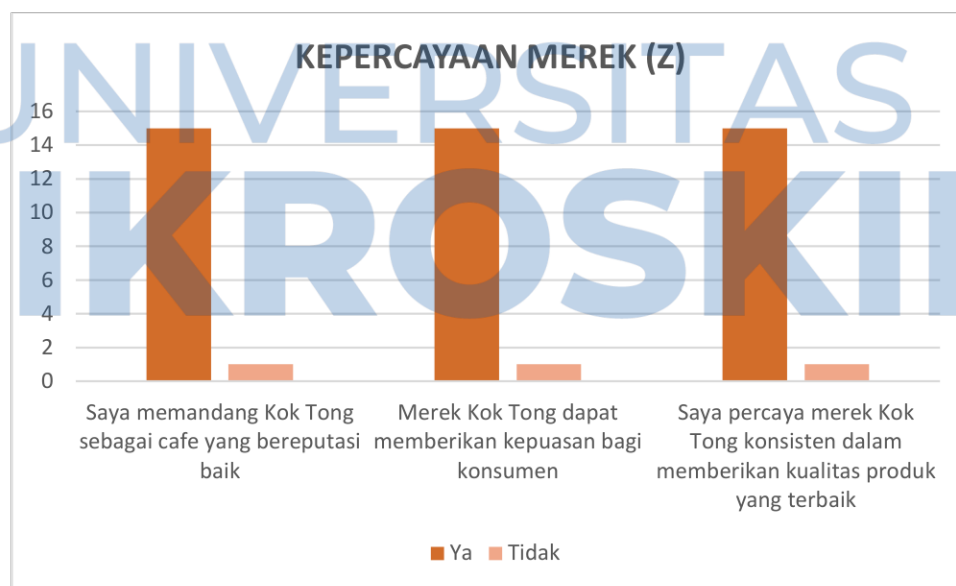 UNIVERSITAS
KEPERCAYAAN MEREK (Z)
16
14
12
10
8
6
4
2
0
Saya memandang Kok Tong
sebagai cafe yang bereputasi
baik
Merek Kok Tong dapat
memberikan kepuasan bagi
konsumen
Saya percaya merek Kok
Tong konsisten dalam
memberikan kualitas produk
yang terbaik
Ya
Tidak